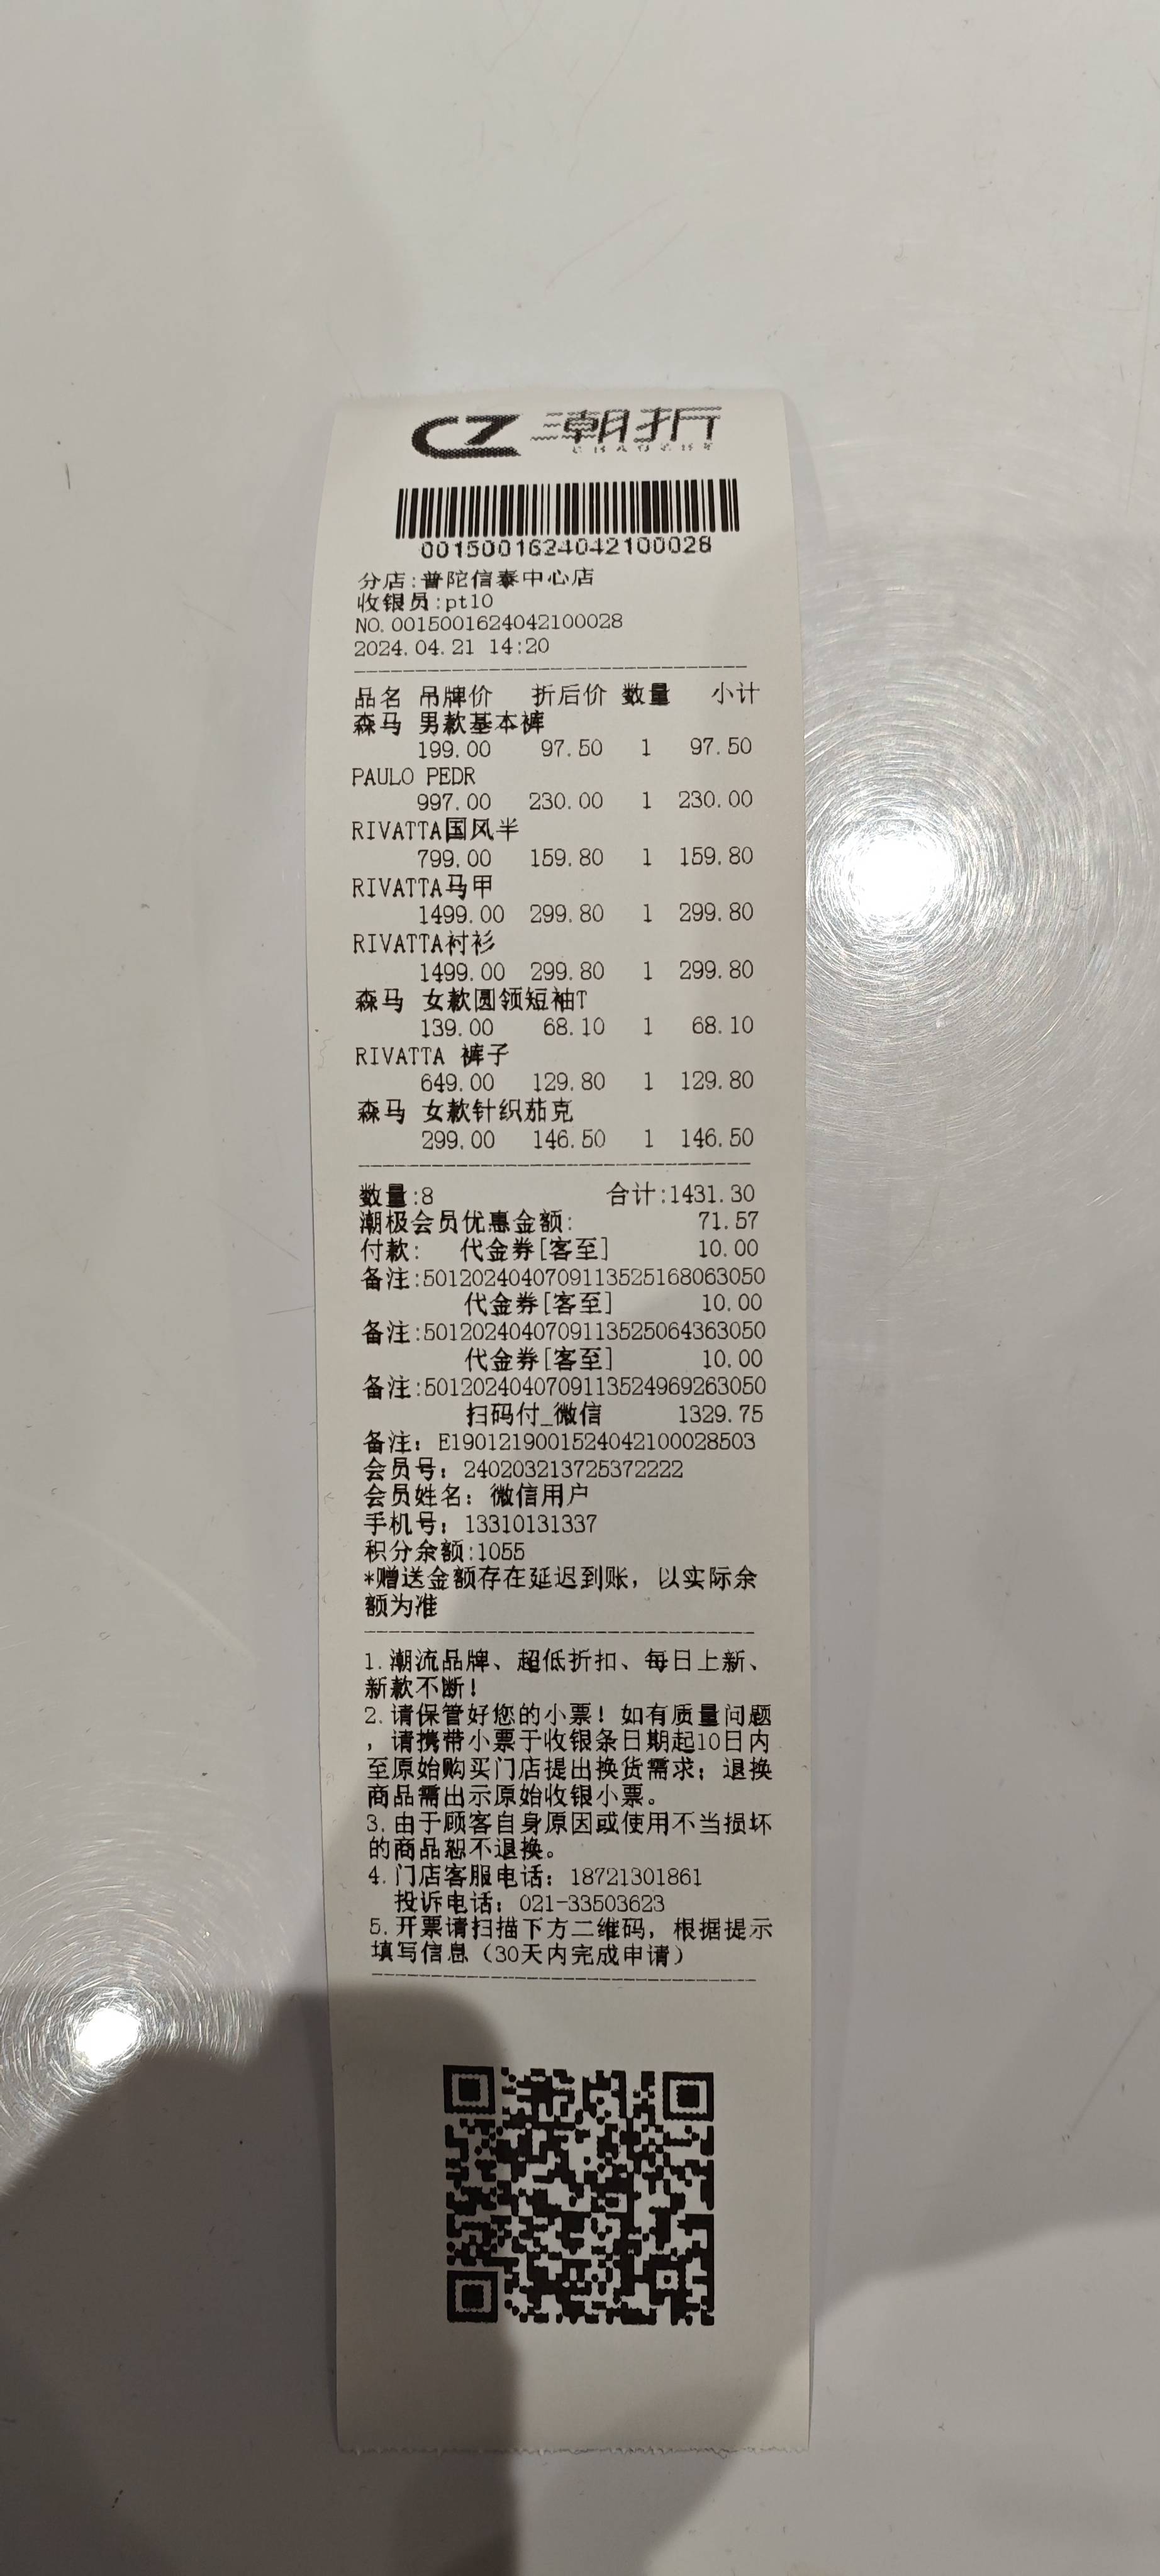 CZ 潮折
CHAOZHE
0015001624042100028
分店:普陀信泰中心店
收银员:pt10
NO.0015001624042100028
2024.04.21 14:20
品名 吊牌价 折后价 数量 小计
森马 男款基本裤
199.00 97.50 1 97.50
PAULO PEDR
997.00 230.00 1 230.00
RIVATTA国风半
799.00 159.80 1 159.80
RIVATTA马甲
1499.00 299.80 1 299.80
RIVATTA衬衫
1499.00 299.80 1 299.80
森马 女款圆领短袖T
139.00 68.10 1 68.10
RIVATTA 裤子
649.00 129.80 1 129.80
森马 女款针织茄克
299.00 146.50 1 146.50
数量:8 合计:1431.30
潮极会员优惠金额: 71.57
付款: 代金券[客至] 10.00
备注:5012024040709113525168063050
代金券[客至] 10.00
备注:5012024040709113525064363050
代金券[客至] 10.00
备注:5012024040709113524969263050
扫码付_微信 1329.75
备注: E1901219001524042100028503
会员号: 240203213725372222
会员姓名: 微信用户
手机号: 13310131337
积分余额:1055
*赠送金额存在延迟到账，以实际余
额为准
1.潮流品牌、超低折扣、每日上新、
新款不断!
2.请保管好您的小票! 如有质量问题
，请携带小票于收银条日期起10日内
至原始购买门店提出换货需求; 退换
商品需出示原始收银小票。
3.由于顾客自身原因或使用不当损坏
的商品恕不退换。
4.门店客服电话: 18721301861
投诉电话: 021-33503623
5.开票请扫描下方二维码，根据提示
填写信息（30天内完成申请）